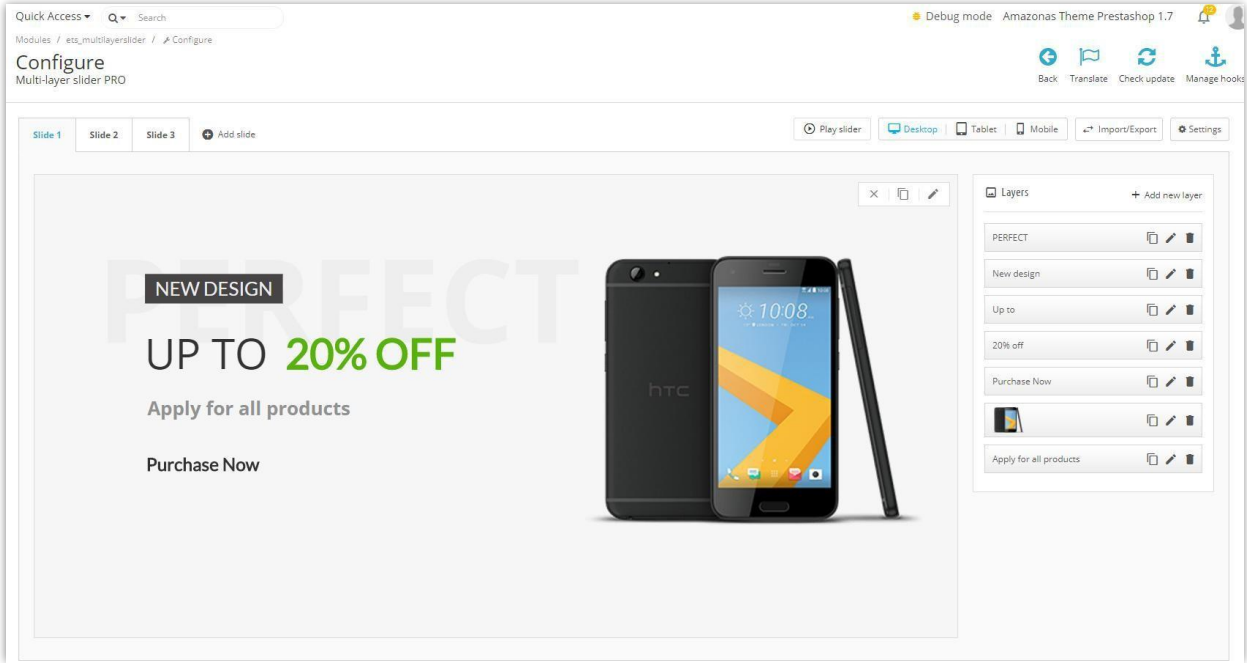 Quick Access Search Debug mode Amazonas Theme Prestashop 1.7 12
Modules / ets_multilayerslider / Configure
Configure
Multi-layer slider PRO
Back Translate Check update Manage hooks
Slide 1 Slide 2 Slide 3 Add slide Play slider Desktop Tablet Mobile Import/Export Settings
Layers + Add new layer
PERFECT
New design
Up to
20% off
Purchase Now
Apply for all products
PERFECT
NEW DESIGN
UP TO 20% OFF
Apply for all products
Purchase Now
hTC
10:08